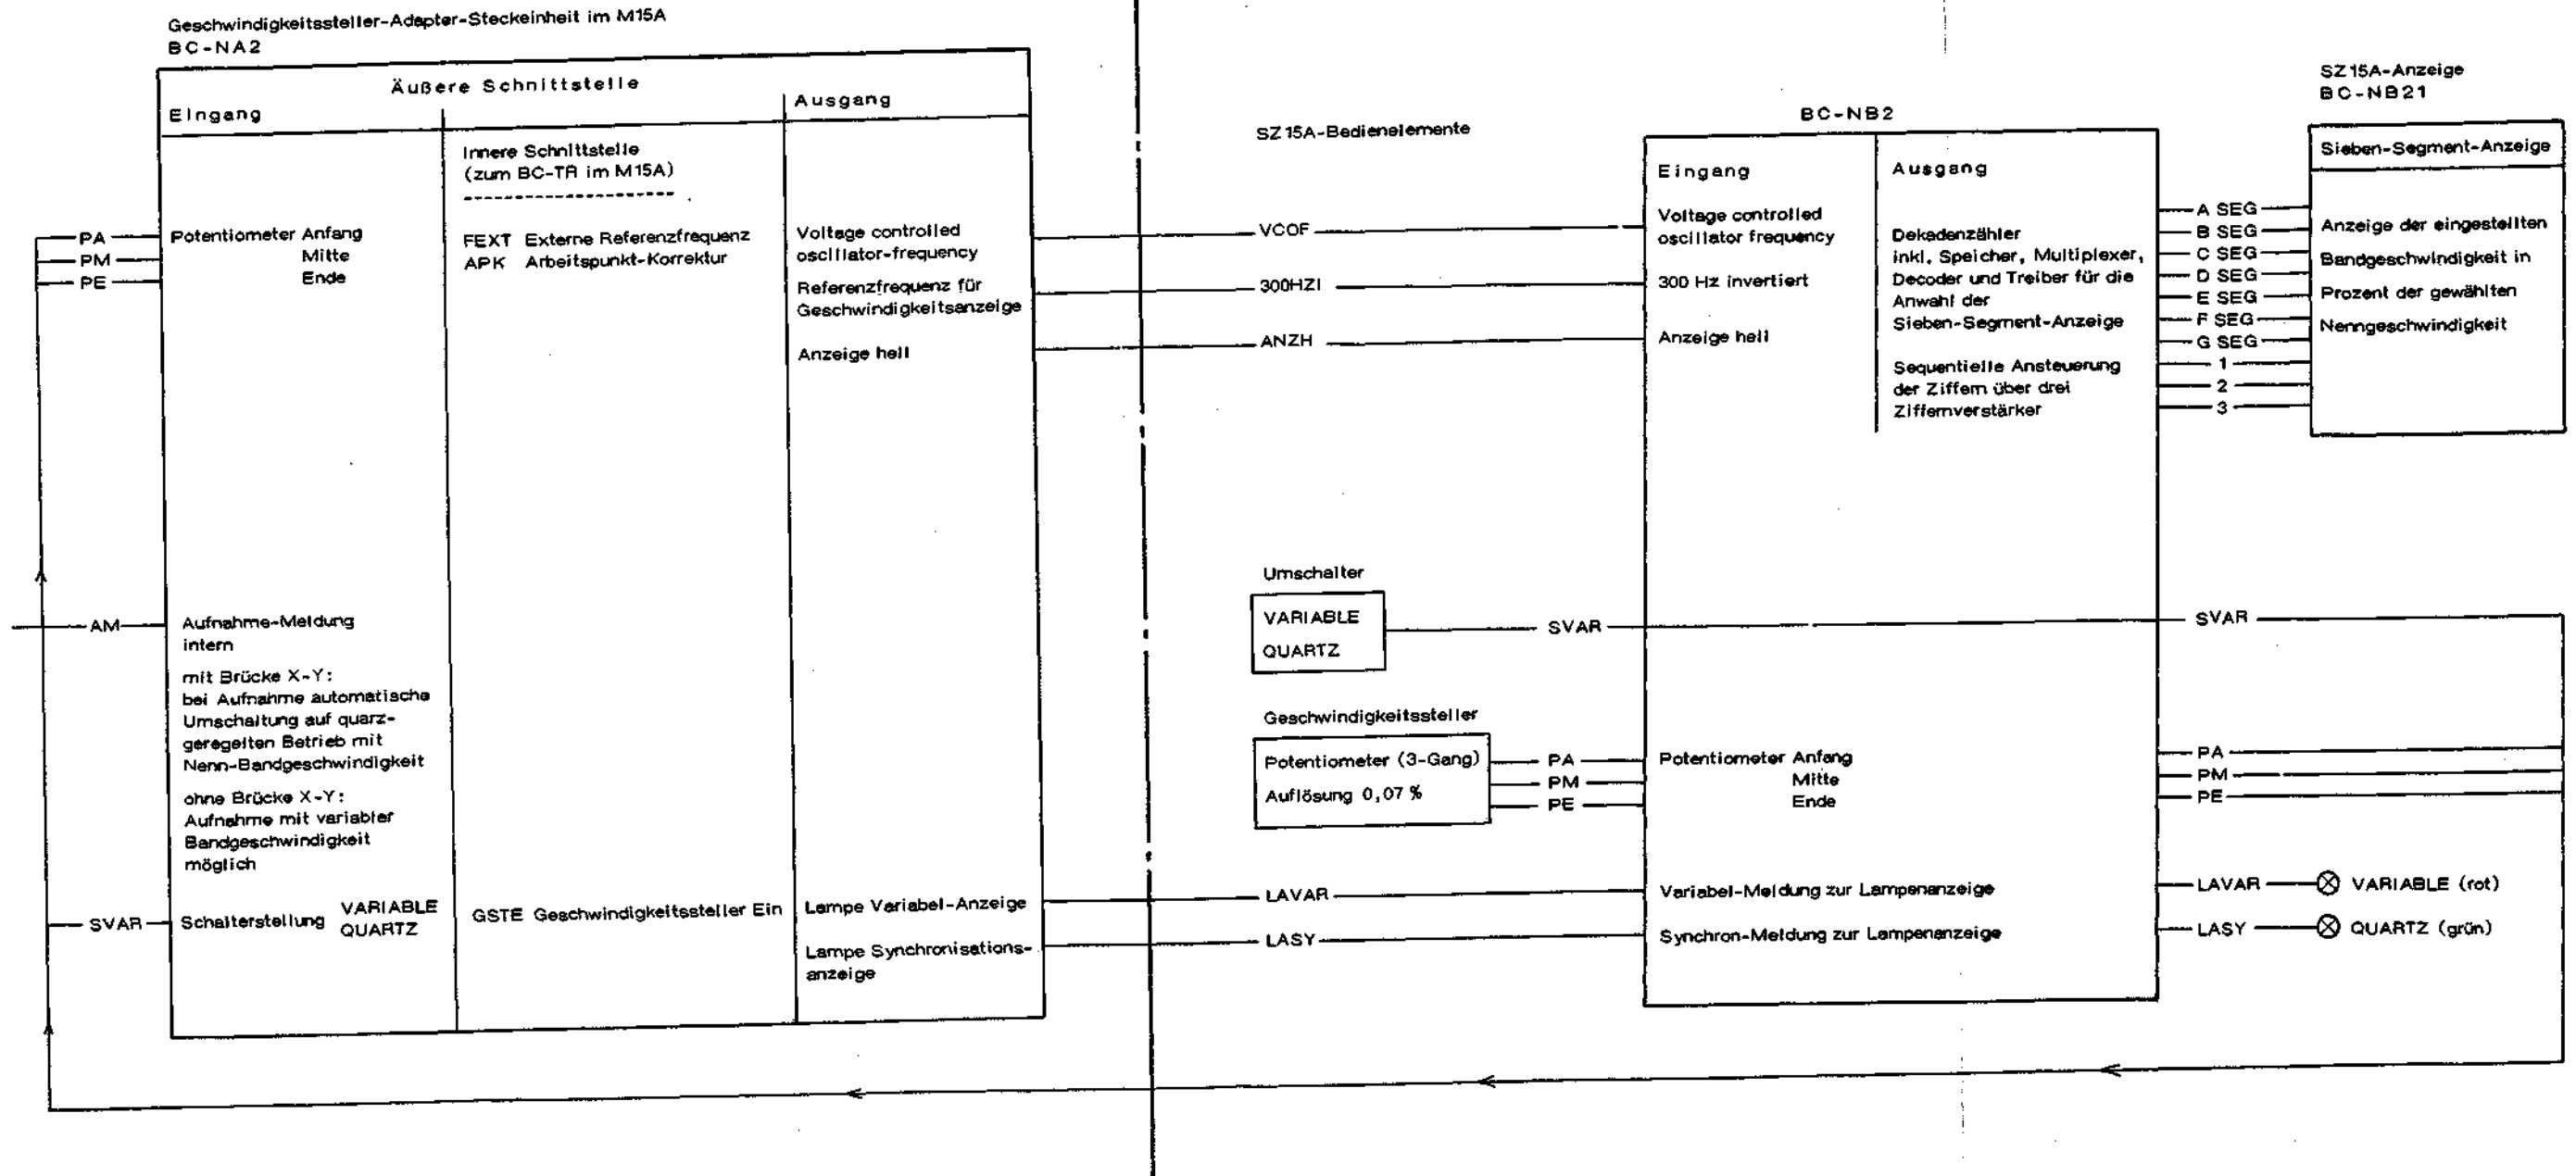 Geschwindigkeitssteller-Adapter-Steckeinheit im M15A
BC-NA2
Äußere Schnittstelle
Eingang
Ausgang
Innere Schnittstelle
(zum BC-TA im M15A)
PA
Potentiometer Anfang
PM
Mitte
PE
Ende
FEXT Externe Referenzfrequenz
APK Arbeitspunkt-Korrektur
Voltage controlled
oscillator-frequency
Referenzfrequenz für
Geschwindigkeitsanzeige
Anzeige hell
AM
Aufnahme-Meldung
intern
mit Brücke X-Y:
bei Aufnahme automatische
Umschaltung auf quarz-
geregelten Betrieb mit
Nenn-Bandgeschwindigkeit
ohne Brücke X-Y:
Aufnahme mit variabler
Bandgeschwindigkeit
möglich
SVAR
Schalterstellung
VARIABLE
QUARTZ
GSTE Geschwindigkeitssteller Ein
Lampe Variabel-Anzeige
Lampe Synchronisations-
anzeige
SZ 15A-Bedienelemente
VCOF
300HZI
ANZH
Umschalter
VARIABLE
QUARTZ
SVAR
Geschwindigkeitssteller
Potentiometer (3-Gang)
Auflösung 0,07 %
PA
PM
PE
LAVAR
LASY
BC-NB2
Eingang
Ausgang
Voltage controlled
oscillator frequency
300 Hz invertiert
Anzeige hell
Dekadenzähler
inkl. Speicher, Multiplexer,
Decoder und Treiber für die
Anwahl der
Sieben-Segment-Anzeige
Sequentielle Ansteuerung
der Ziffern über drei
Ziffernverstärker
Potentiometer Anfang
Mitte
Ende
Variabel-Meldung zur Lampenanzeige
Synchron-Meldung zur Lampenanzeige
A SEG
B SEG
C SEG
D SEG
E SEG
F SEG
G SEG
1
2
3
SZ 15A-Anzeige
BC-NB21
Sieben-Segment-Anzeige
Anzeige der eingestellten
Bandgeschwindigkeit in
Prozent der gewählten
Nenngeschwindigkeit
SVAR
PA
PM
PE
LAVAR
VARIABLE (rot)
LASY
QUARTZ (grün)